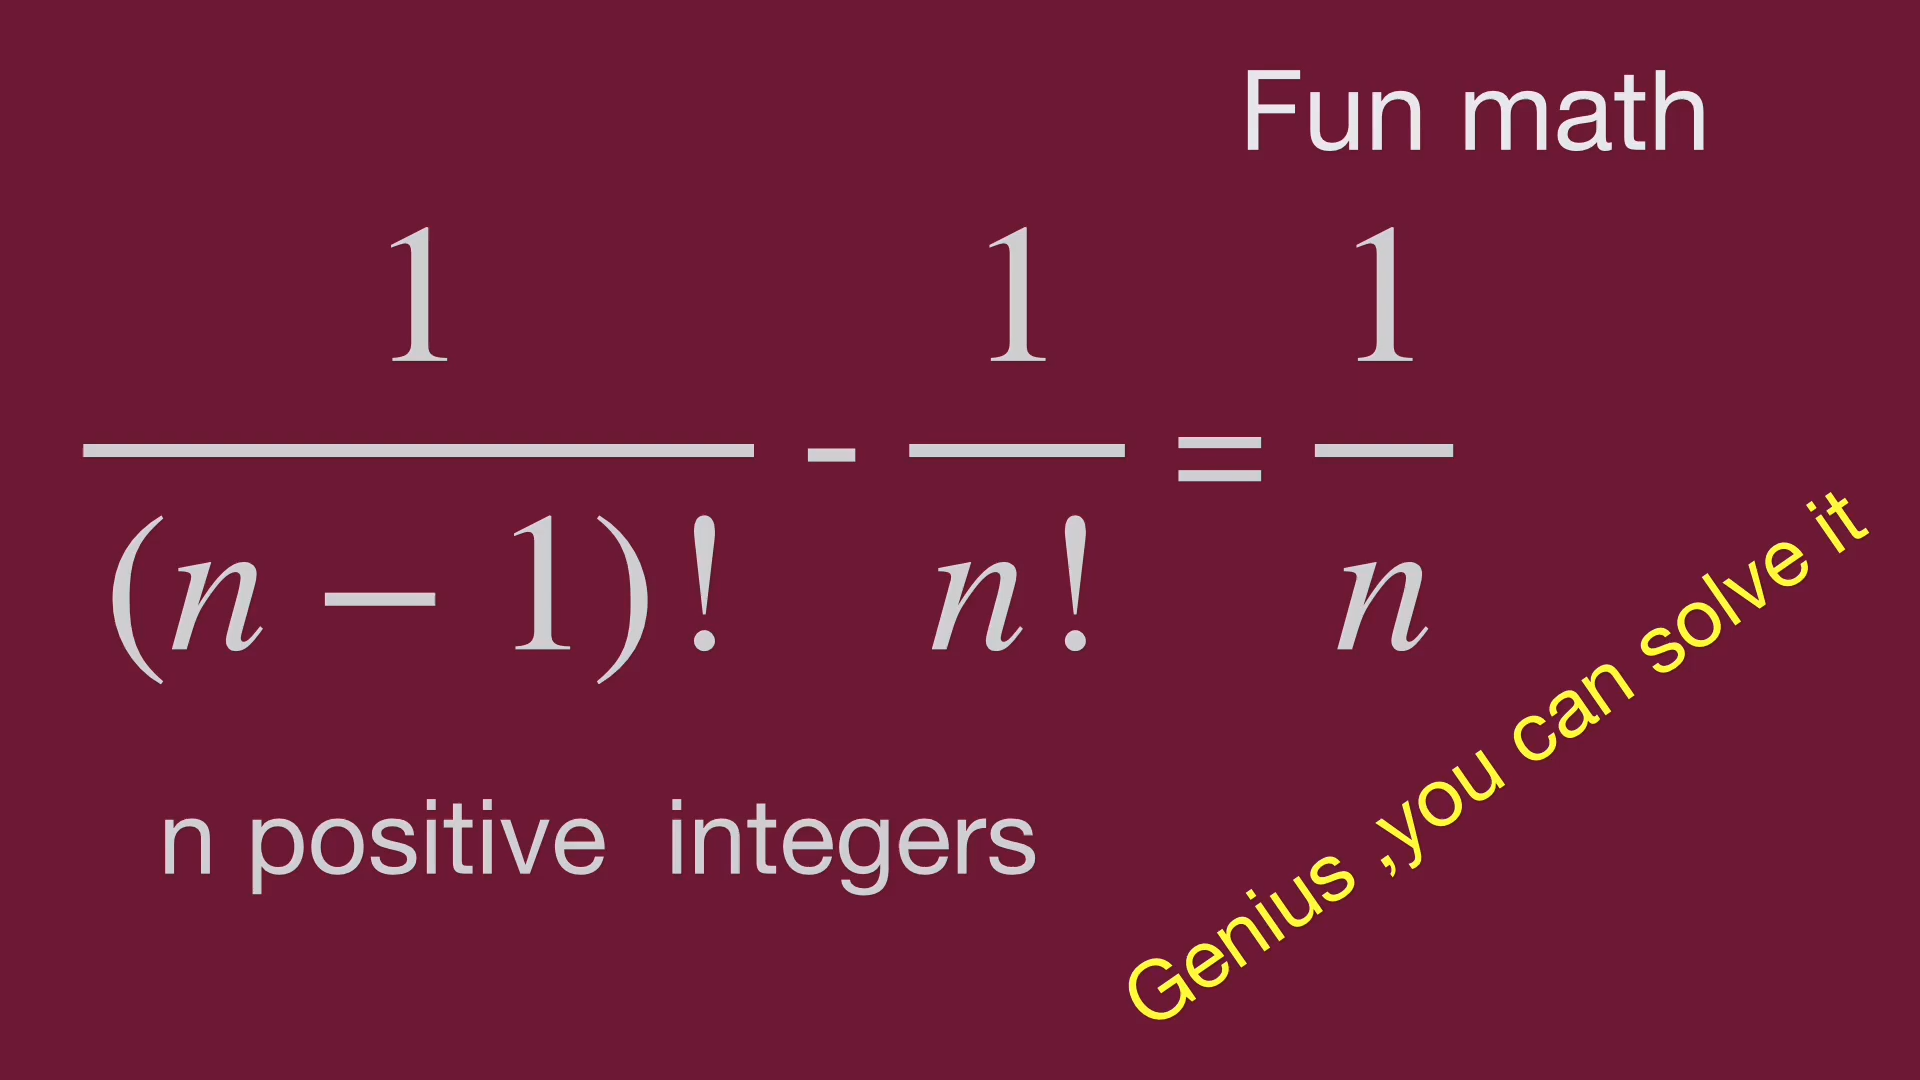 Fun math
1/(n − 1)! - 1/n! = 1/n
n positive integers
Genius ,you can solve it